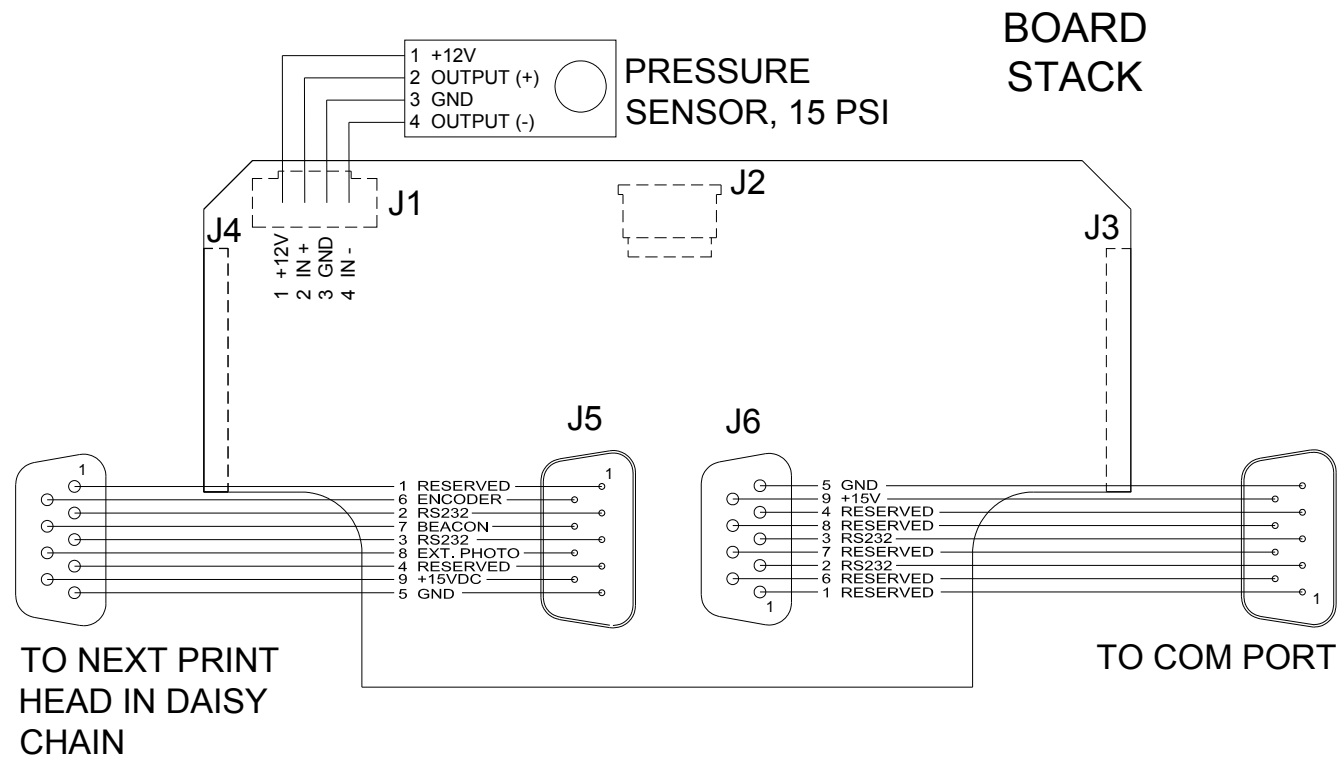 BOARD
STACK
1 +12V
2 OUTPUT (+)
3 GND
4 OUTPUT (-)
PRESSURE
SENSOR, 15 PSI
J1
J2
J4
J3
1 +12V
2 IN +
3 GND
4 IN -
J5
J6
1
1 RESERVED
6 ENCODER
2 RS232
7 BEACON
3 RS232
8 EXT. PHOTO
4 RESERVED
9 +15VDC
5 GND
1
5 GND
9 +15V
4 RESERVED
8 RESERVED
3 RS232
7 RESERVED
2 RS232
6 RESERVED
1 RESERVED
1
1
TO NEXT PRINT
HEAD IN DAISY
CHAIN
TO COM PORT